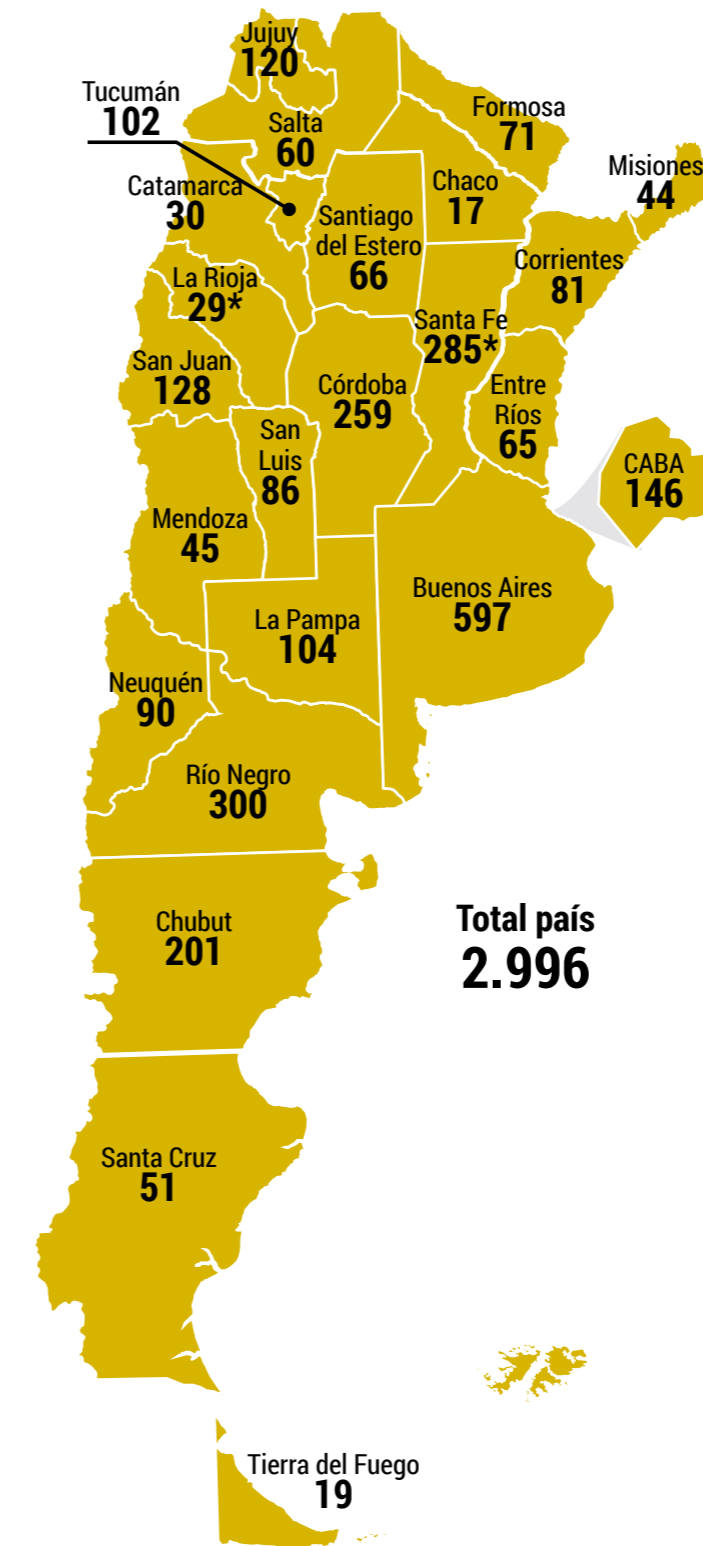 Jujuy
120
Tucumán
102
Formosa
71
Salta
60
Misiones
44
Chaco
17
Catamarca
30
Santiago
del Estero
66
Corrientes
81
La Rioja
29*
Santa Fe
285*
San Juan
128
Córdoba
259
Entre
Ríos
65
San
Luis
86
CABA
146
Mendoza
45
Buenos Aires
597
La Pampa
104
Neuquén
90
Río Negro
300
Chubut
201
Total país
2.996
Santa Cruz
51
Tierra del Fuego
19